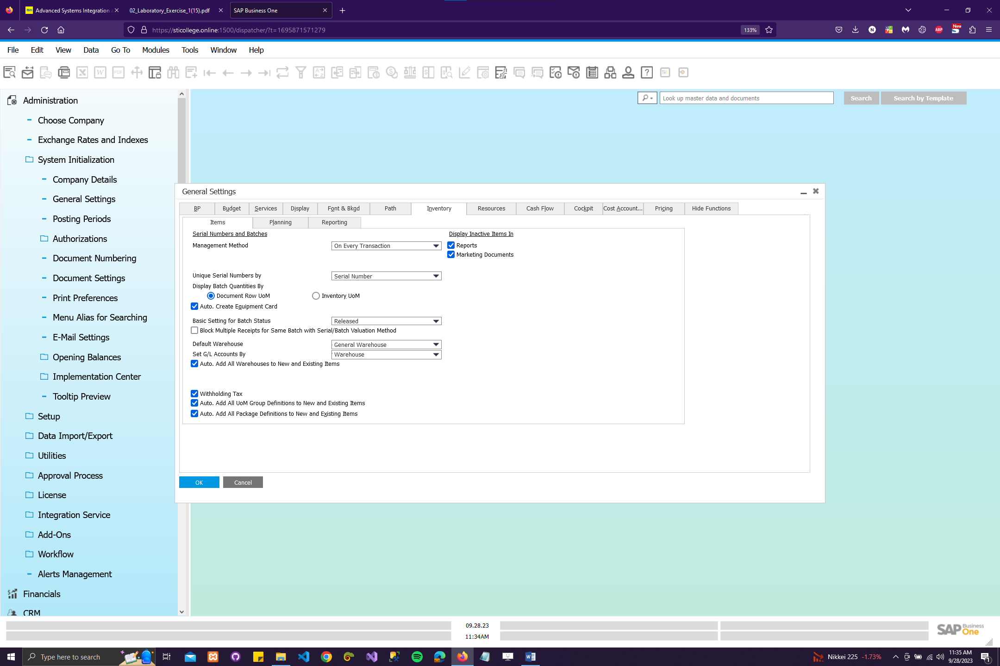 Advanced Systems Integration a
02_Laboratory_Exercise_1(15).pdf
SAP Business One
https://sticollege.online:1500/dispatcher/?t=1695871571279
133%
N
ABP
New
File Edit View Data Go To Modules Tools Window Help
Look up master data and documents
Search
Search by Template
Administration
Choose Company
Exchange Rates and Indexes
System Initialization
Company Details
General Settings
Posting Periods
Authorizations
Document Numbering
Document Settings
Print Preferences
Menu Alias for Searching
E-Mail Settings
Opening Balances
Implementation Center
Tooltip Preview
Setup
Data Import/Export
Utilities
Approval Process
License
Integration Service
Add-Ons
Workflow
Alerts Management
Financials
CRM
General Settings
BP Budget Services Display Font & Bkgd Path Inventory Resources Cash Flow Cockpit Cost Account... Pricing Hide Functions
Items Planning Reporting
Serial Numbers and Batches
Display Inactive Items In
Management Method On Every Transaction
Reports
Marketing Documents
Unique Serial Numbers by Serial Number
Display Batch Quantities By
Document Row UoM Inventory UoM
Auto. Create Equipment Card
Basic Setting for Batch Status Released
Block Multiple Receipts for Same Batch with Serial/Batch Valuation Method
Default Warehouse General Warehouse
Set G/L Accounts By Warehouse
Auto. Add All Warehouses to New and Existing Items
Withholding Tax
Auto. Add All UoM Group Definitions to New and Existing Items
Auto. Add All Package Definitions to New and Existing Items
OK Cancel
09.28.23
11:34AM
SAP Business One
Type here to search
Nikkei 225 -1.73%
11:35 AM
9/28/2023
1